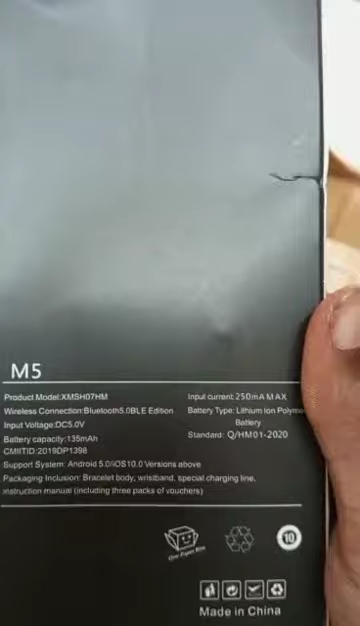 M5
Product Model:XMSH07HM
Wireless Connection:Bluetooth5.0BLE Edition
Input Voltage:DC5.0V
Battery capacity:135mAh
CMIITID:2019DP1398
Input current:250mA MAX
Battery Type: Lithium Ion Polyme
Battery
Standard: Q/HM01-2020
Support System: Android 5.0/iOS10.0 Versions above
Packaging Inclusion: Bracelet body, wristband, special charging line,
instruction manual (including three packs of vouchers)
10
Made in China